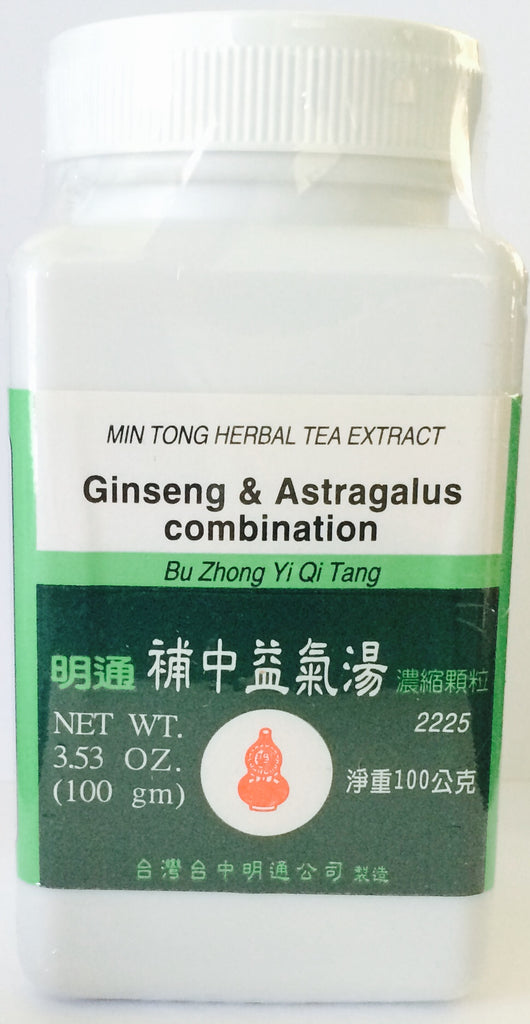 MIN TONG HERBAL TEA EXTRACT
Ginseng & Astragalus
combination
Bu Zhong Yi Qi Tang
明通 補中益氣湯 濃縮顆粒
NET WT.
3.53 OZ.
(100 gm)
2225
淨重100公克
台灣台中明通公司 製造